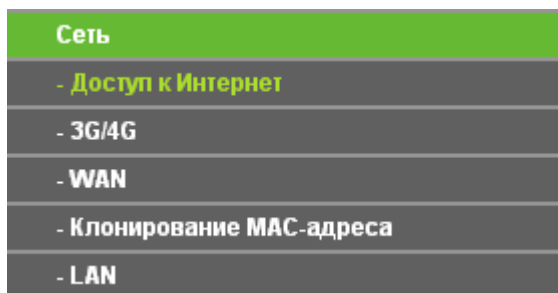 Сеть
- Доступ к Интернет
- 3G/4G
- WAN
- Клонирование MAC-адреса
- LAN